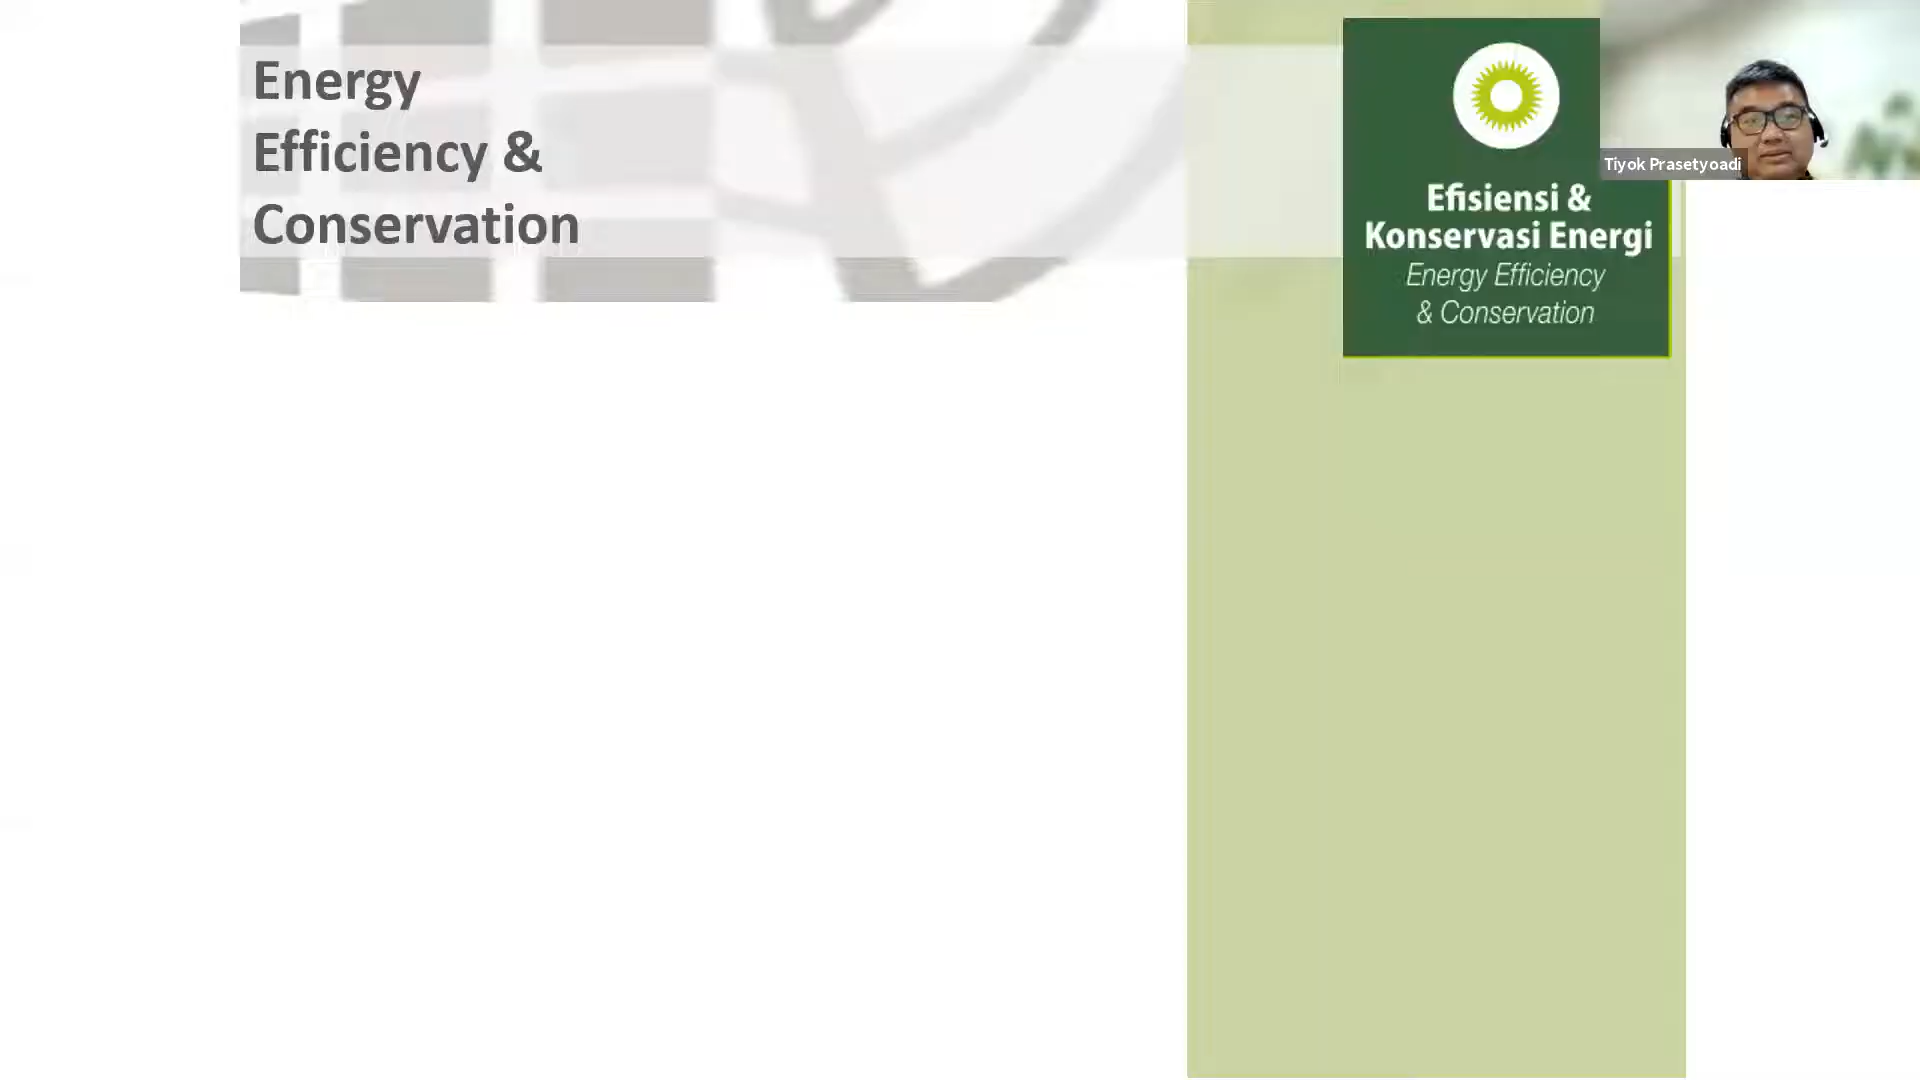 Energy
Efficiency &
Conservation
Tiyok Prasetyoadi
Efisiensi &
Konservasi Energi
Energy Efficiency
& Conservation